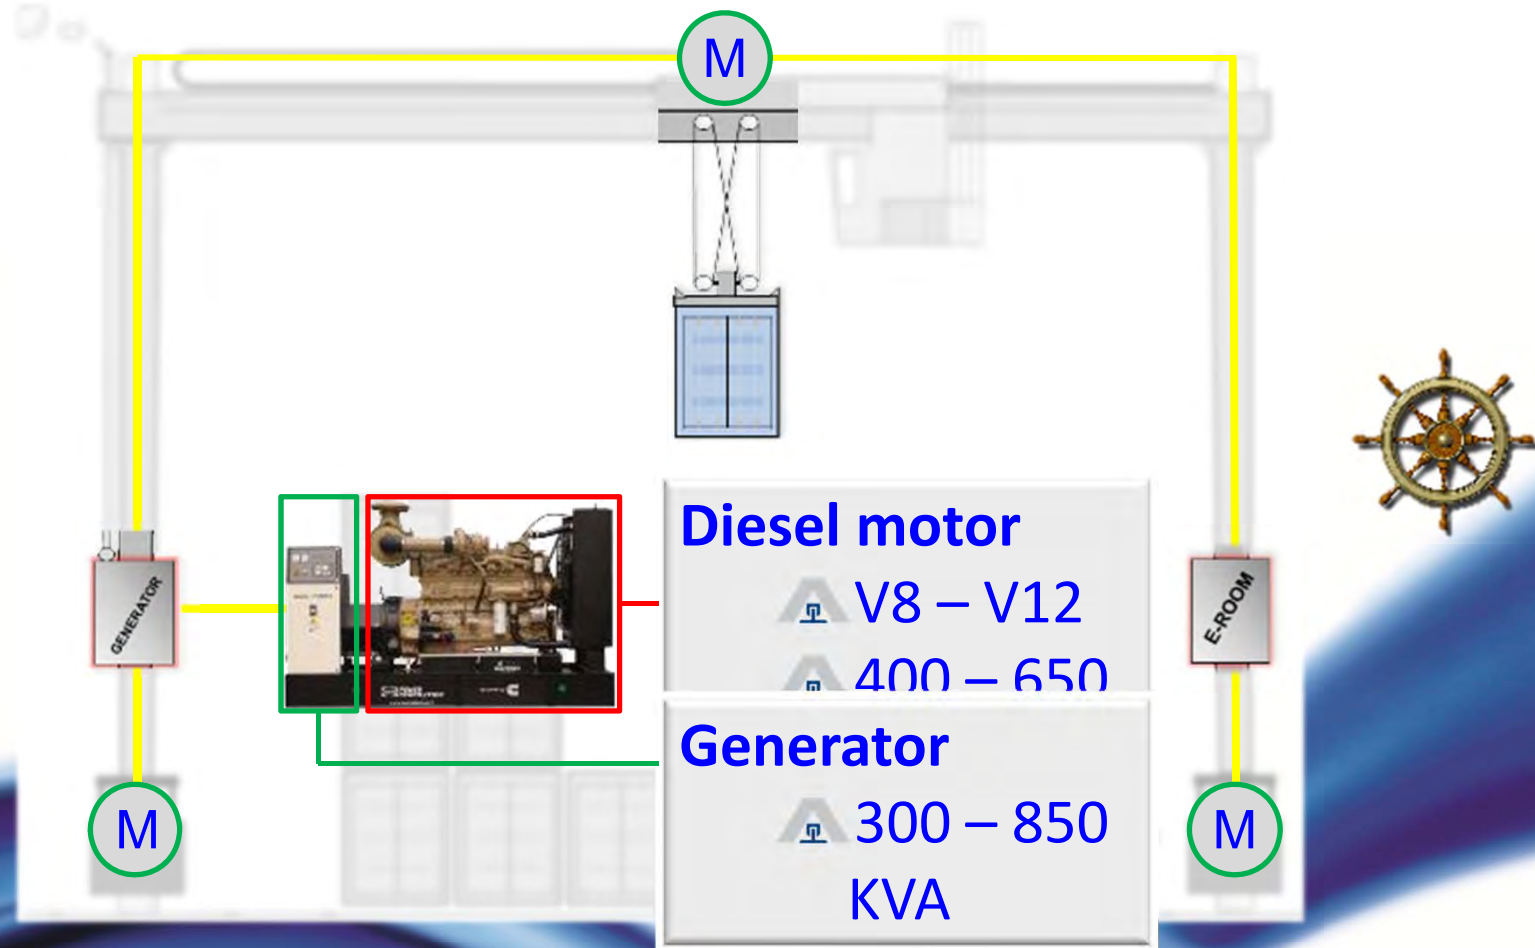 M
Diesel motor
V8 – V12
400 – 650
GENERATOR
E-ROOM
Generator
300 – 850
KVA
M
M